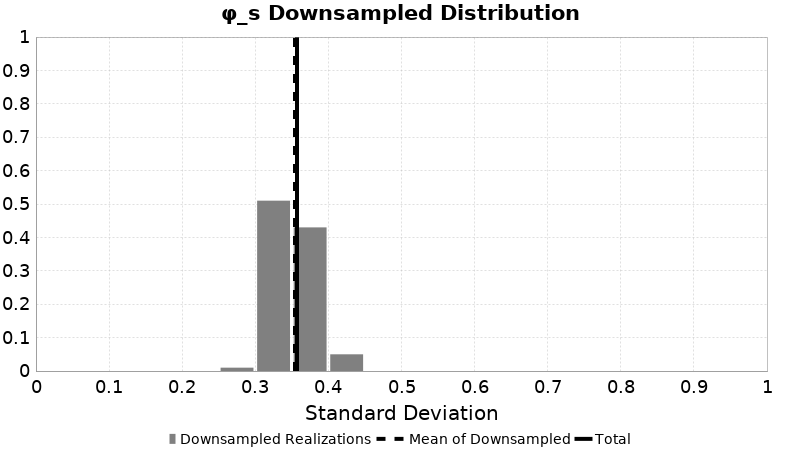 φ_s Downsampled Distribution
1
0.9
0.8
0.7
0.6
0.5
0.4
0.3
0.2
0.1
0
0 0.1 0.2 0.3 0.4 0.5 0.6 0.7 0.8 0.9 1
Standard Deviation
Downsampled Realizations Mean of Downsampled Total